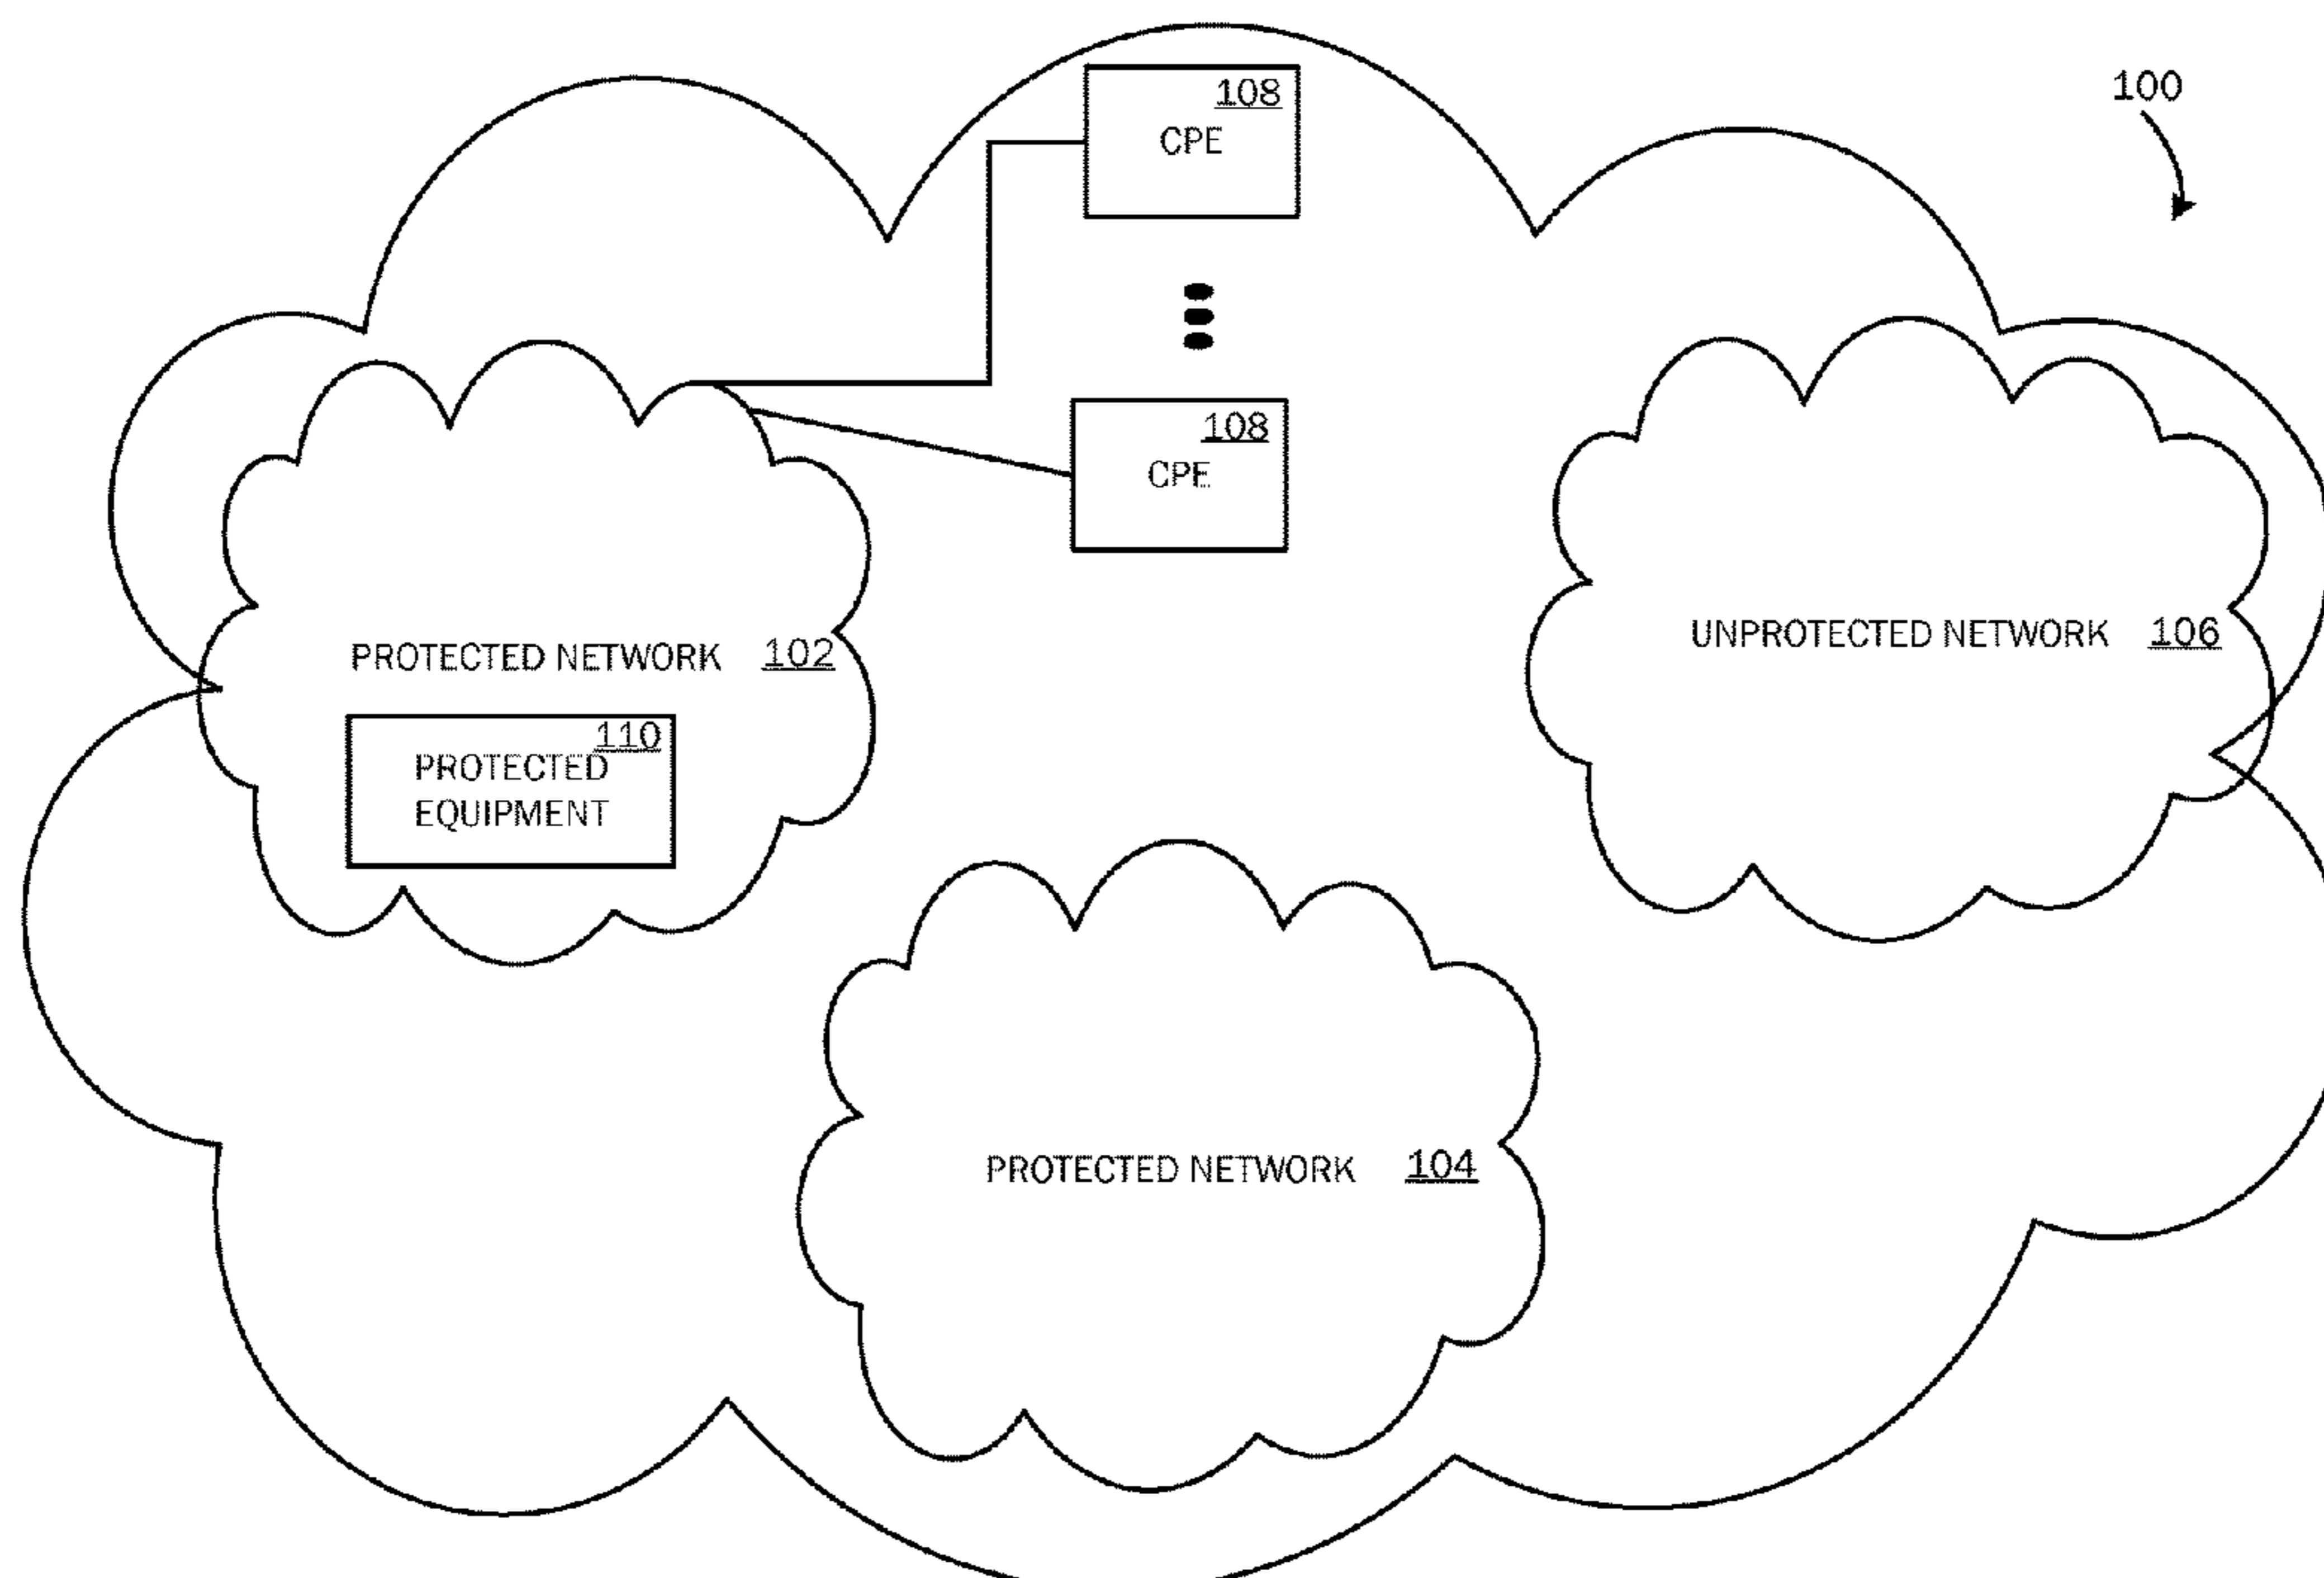 100
108
CPE
108
CPE
PROTECTED NETWORK 102
110
PROTECTED
EQUIPMENT
UNPROTECTED NETWORK 106
PROTECTED NETWORK 104